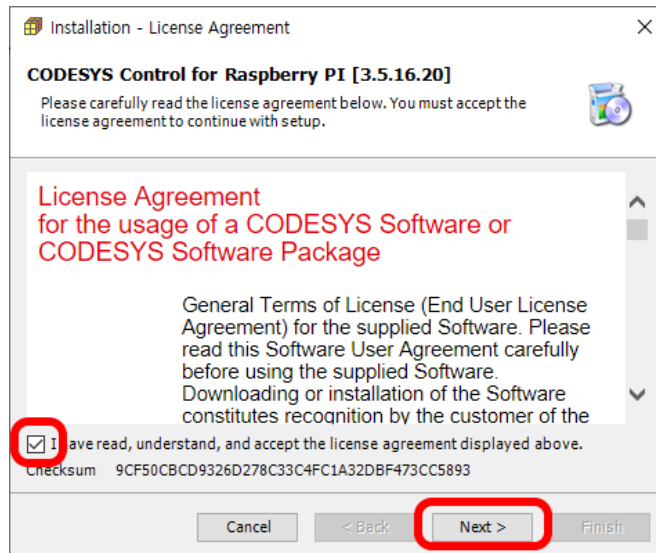 Installation - License Agreement
CODESYS Control for Raspberry PI [3.5.16.20]
Please carefully read the license agreement below. You must accept the
license agreement to continue with setup.
License Agreement
for the usage of a CODESYS Software or
CODESYS Software Package
General Terms of License (End User License
Agreement) for the supplied Software. Please
read this Software User Agreement carefully
before using the supplied Software.
Downloading or installation of the Software
constitutes recognition by the customer of the
I have read, understand, and accept the license agreement displayed above.
Checksum 9CF50CBCD9326D278C33C4FC1A32DBF473CC5893
Cancel < Back Next > Finish